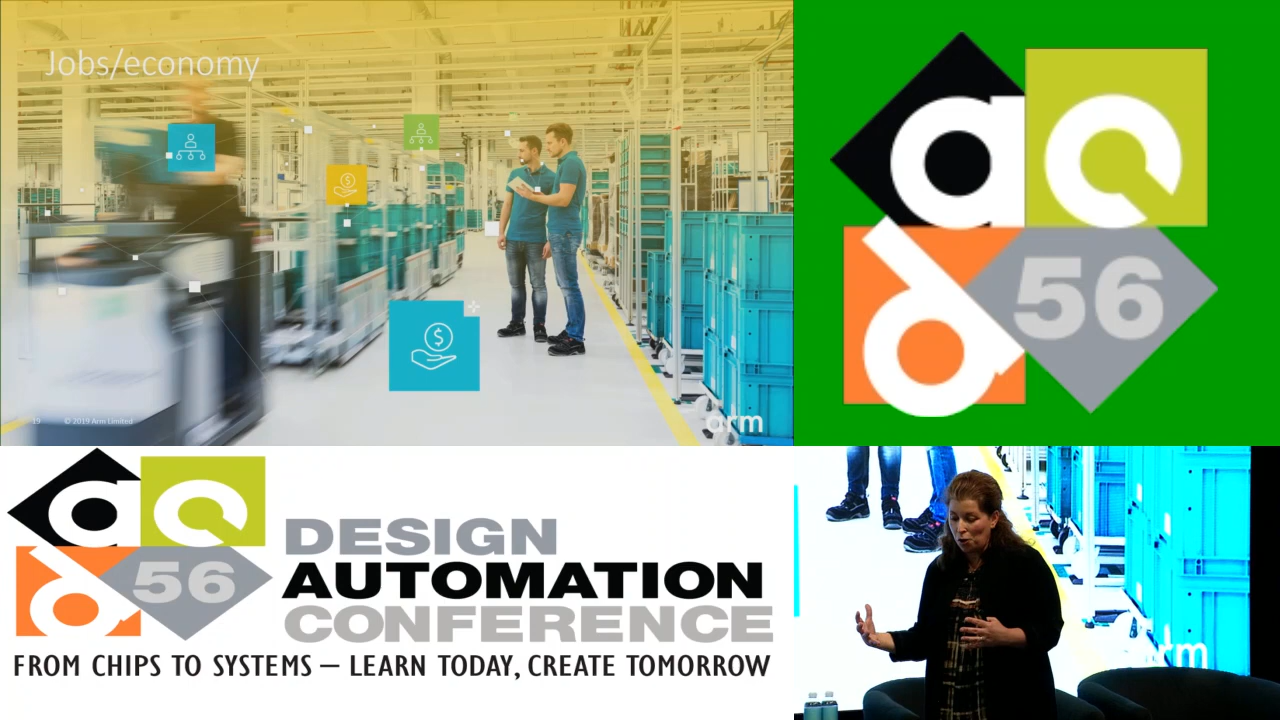 Jobs/economy
19 © 2019 Arm Limited
arm
56
56
DESIGN
AUTOMATION
CONFERENCE
FROM CHIPS TO SYSTEMS — LEARN TODAY, CREATE TOMORROW
arm